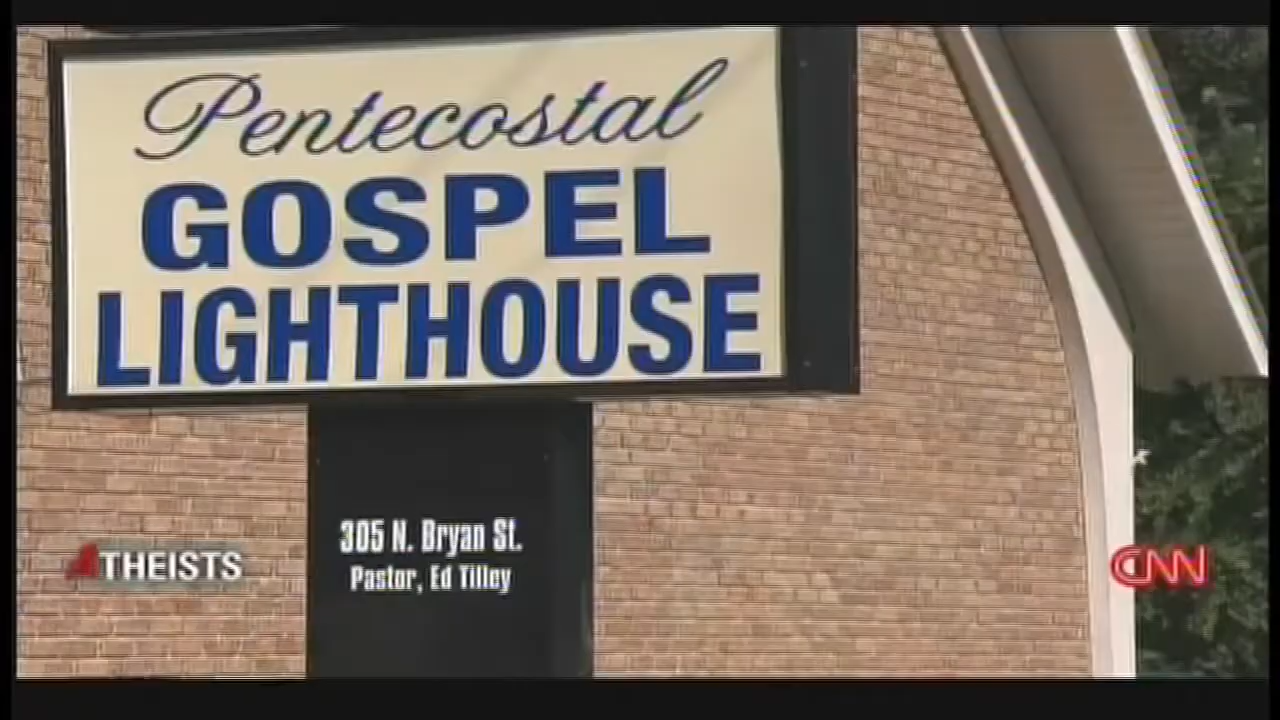 Pentecostal
GOSPEL
LIGHTHOUSE
305 N. Bryan St.
Pastor, Ed Tilley
ATHEISTS
CNN